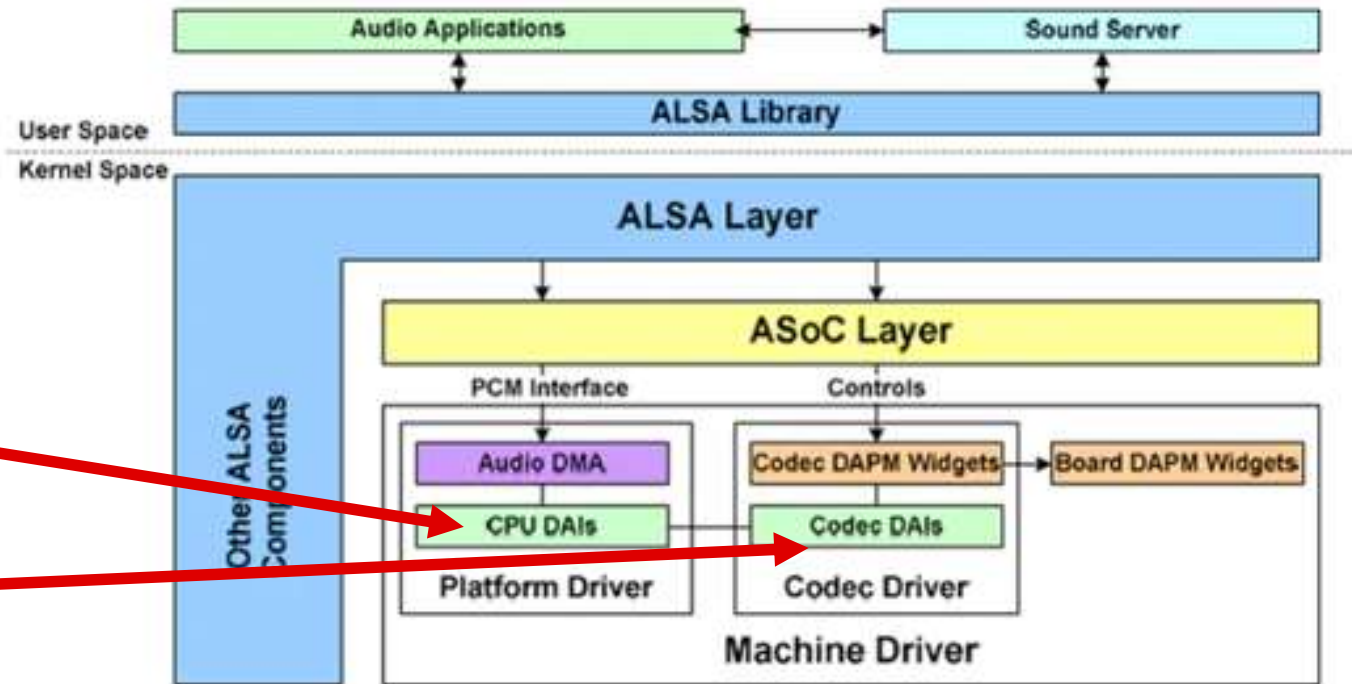 Audio Applications
Sound Server
ALSA Library
User Space
Kernel Space
ALSA Layer
ASoC Layer
PCM Interface
Controls
Other ALSA
Components
Audio DMA
Codec DAPM Widgets
Board DAPM Widgets
CPU DAIs
Codec DAIs
Platform Driver
Codec Driver
Machine Driver